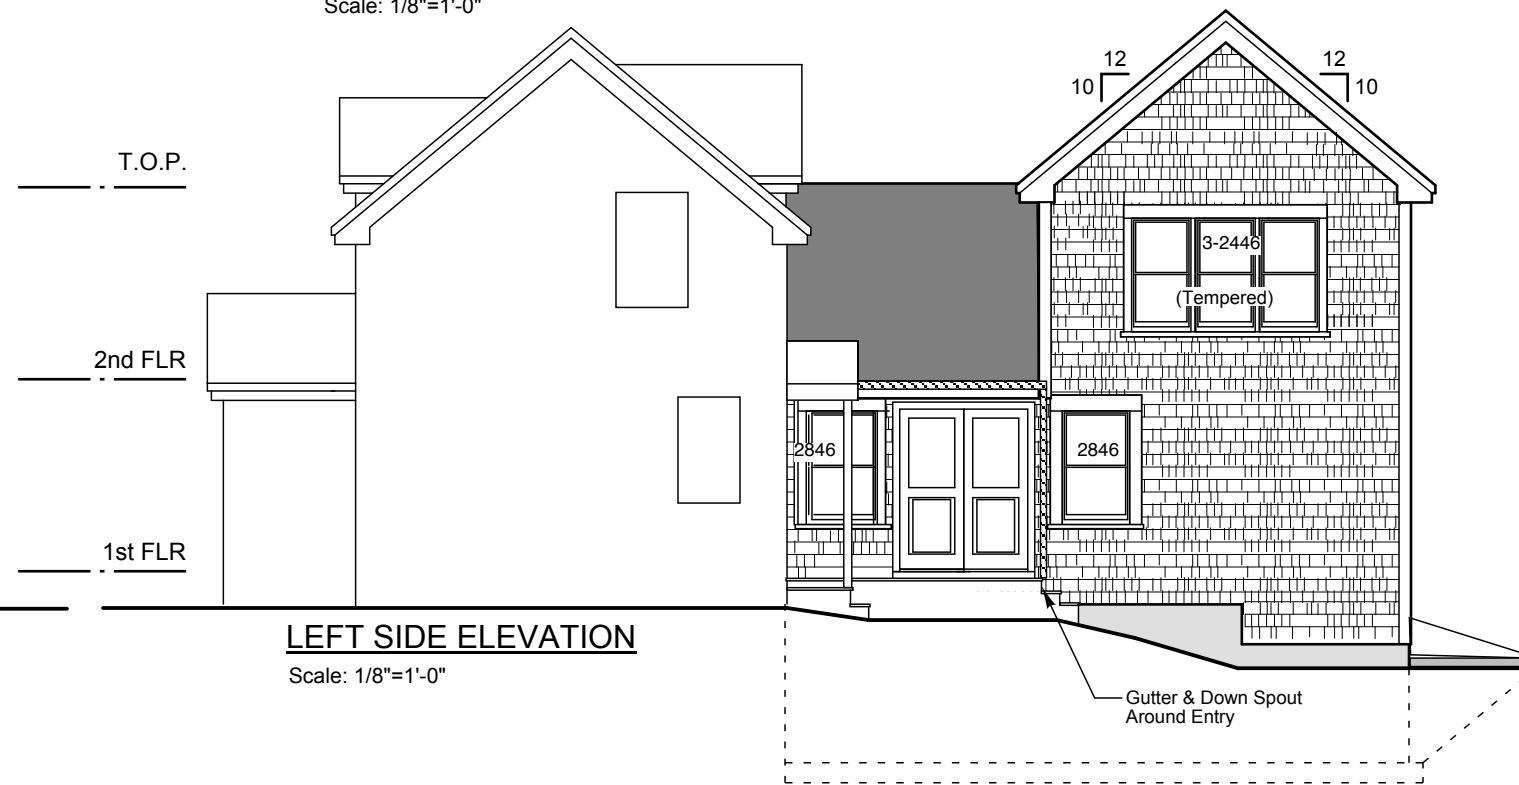 Scale: 1/8"=1'-0"
12
10
12
10
T.O.P.
3-2446
(Tempered)
2nd FLR
2846
2846
1st FLR
LEFT SIDE ELEVATION
Scale: 1/8"=1'-0"
Gutter & Down Spout
Around Entry